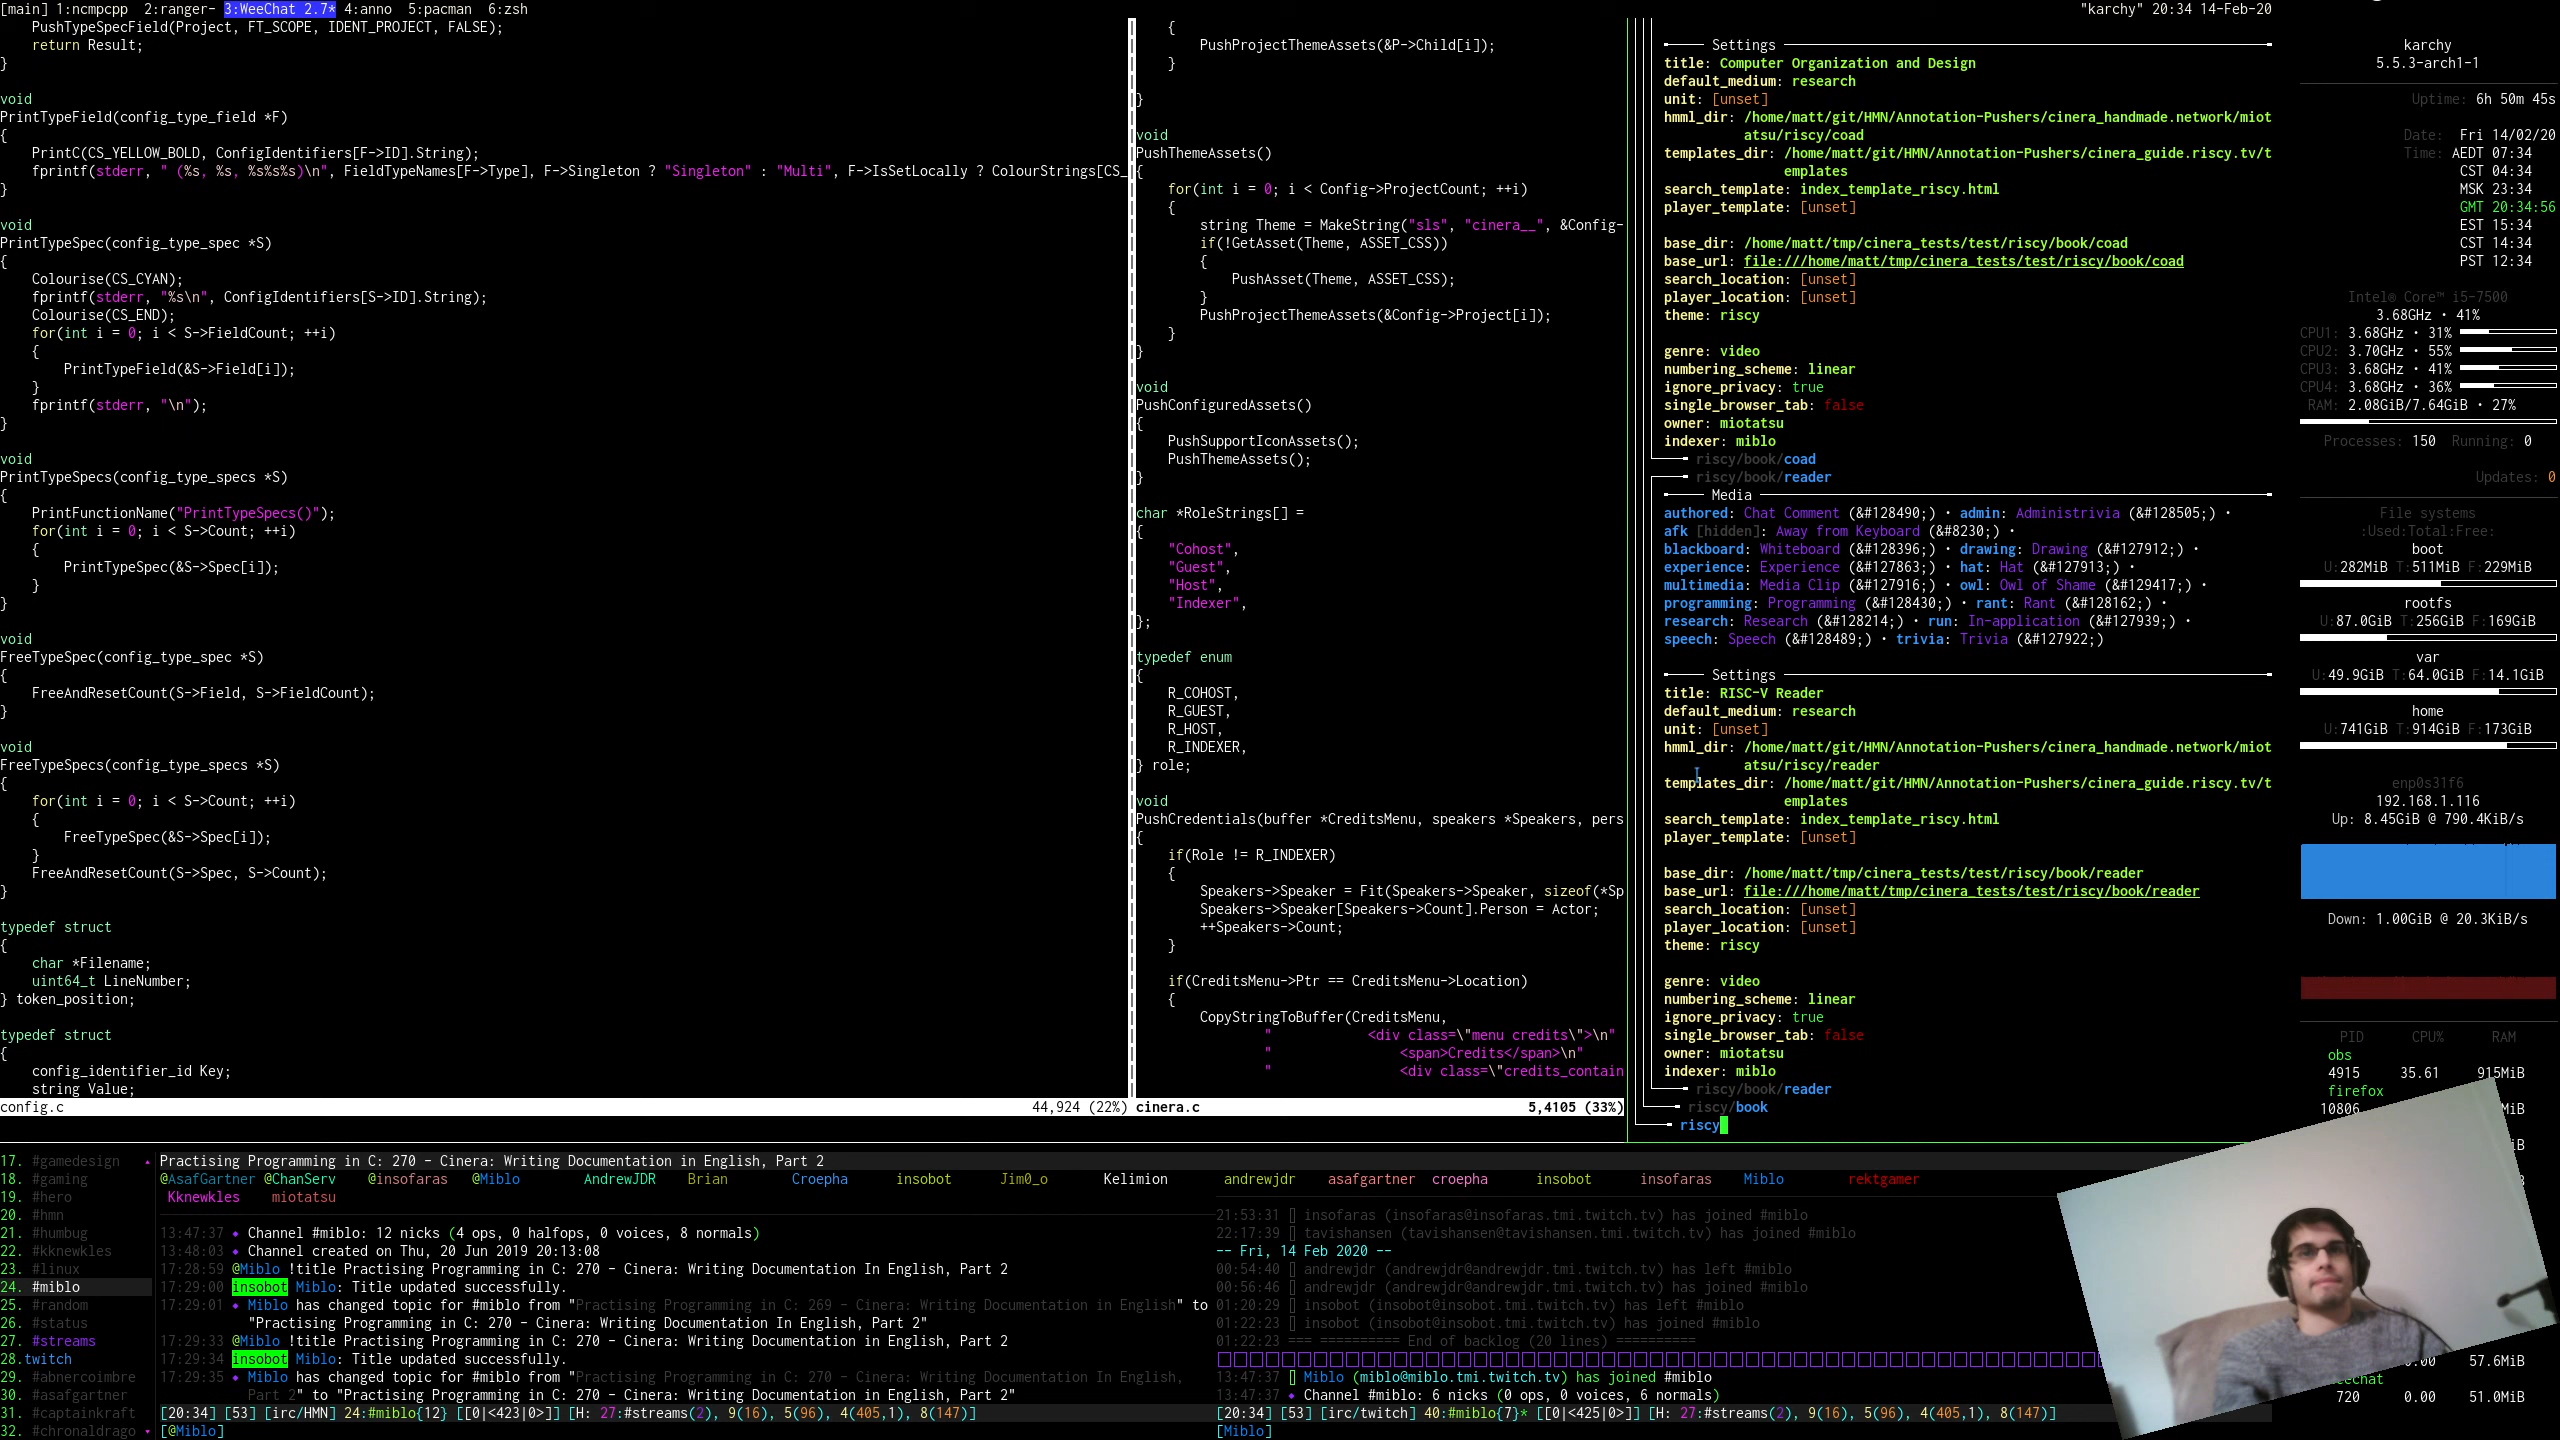 [main] 1:ncmpcpp  2:ranger- 3:WeeChat 2.7* 4:anno  5:pacman  6:zsh
"karchy" 20:34 14-Feb-20
    PushTypeSpecField(Project, FT_SCOPE, IDENT_PROJECT, FALSE);
    return Result;
}
void
PrintTypeField(config_type_field *F)
{
    PrintC(CS_YELLOW_BOLD, ConfigIdentifiers[F->ID].String);
    fprintf(stderr, " (%s, %s, %s%s%s)\n", FieldTypeNames[F->Type], F->Singleton ? "Singleton" : "Multi", F->IsSetLocally ? ColourStrings[CS_
}
void
PrintTypeSpec(config_type_spec *S)
{
    Colourise(CS_CYAN);
    fprintf(stderr, "%s\n", ConfigIdentifiers[S->ID].String);
    Colourise(CS_END);
    for(int i = 0; i < S->FieldCount; ++i)
    {
        PrintTypeField(&S->Field[i]);
    }
    fprintf(stderr, "\n");
}
void
PrintTypeSpecs(config_type_specs *S)
{
    PrintFunctionName("PrintTypeSpecs()");
    for(int i = 0; i < S->Count; ++i)
    {
        PrintTypeSpec(&S->Spec[i]);
    }
}
void
FreeTypeSpec(config_type_spec *S)
{
    FreeAndResetCount(S->Field, S->FieldCount);
}
void
FreeTypeSpecs(config_type_specs *S)
{
    for(int i = 0; i < S->Count; ++i)
    {
        FreeTypeSpec(&S->Spec[i]);
    }
    FreeAndResetCount(S->Spec, S->Count);
}
typedef struct
{
    char *Filename;
    uint64_t LineNumber;
} token_position;
typedef struct
{
    config_identifier_id Key;
    string Value;
config.c 44,924 (22%)
    {
        PushProjectThemeAssets(&P->Child[i]);
    }
}
void
PushThemeAssets()
{
    for(int i = 0; i < Config->ProjectCount; ++i)
    {
        string Theme = MakeString("sls", "cinera__", &Config-
        if(!GetAsset(Theme, ASSET_CSS))
        {
            PushAsset(Theme, ASSET_CSS);
        }
        PushProjectThemeAssets(&Config->Project[i]);
    }
}
void
PushConfiguredAssets()
{
    PushSupportIconAssets();
    PushThemeAssets();
}
char *RoleStrings[] =
{
    "Cohost",
    "Guest",
    "Host",
    "Indexer",
};
typedef enum
{
    R_COHOST,
    R_GUEST,
    R_HOST,
    R_INDEXER,
} role;
void
PushCredentials(buffer *CreditsMenu, speakers *Speakers, pers
{
    if(Role != R_INDEXER)
    {
        Speakers->Speaker = Fit(Speakers->Speaker, sizeof(*Sp
        Speakers->Speaker[Speakers->Count].Person = Actor;
        ++Speakers->Count;
    }
    if(CreditsMenu->Ptr == CreditsMenu->Location)
    {
        CopyStringToBuffer(CreditsMenu,
                "            <div class=\"menu credits\">\n"
                "                <span>Credits</span>\n"
                "                <div class=\"credits_contain
cinera.c 5,4105 (33%)
Settings
title: Computer Organization and Design
default_medium: research
unit: [unset]
hmml_dir: /home/matt/git/HMN/Annotation-Pushers/cinera_handmade.network/miot
atsu/riscy/coad
templates_dir: /home/matt/git/HMN/Annotation-Pushers/cinera_guide.riscy.tv/t
emplates
search_template: index_template_riscy.html
player_template: [unset]
base_dir: /home/matt/tmp/cinera_tests/test/riscy/book/coad
base_url: file:///home/matt/tmp/cinera_tests/test/riscy/book/coad
search_location: [unset]
player_location: [unset]
theme: riscy
genre: video
numbering_scheme: linear
ignore_privacy: true
single_browser_tab: false
owner: miotatsu
indexer: miblo
riscy/book/coad
riscy/book/reader
Media
authored: Chat Comment (&#128490;) • admin: Administrivia (&#128505;) •
afk [hidden]: Away from Keyboard (&#8230;) •
blackboard: Whiteboard (&#128396;) • drawing: Drawing (&#127912;) •
experience: Experience (&#127863;) • hat: Hat (&#127913;) •
multimedia: Media Clip (&#127916;) • owl: Owl of Shame (&#129417;) •
programming: Programming (&#128430;) • rant: Rant (&#128162;) •
research: Research (&#128214;) • run: In-application (&#127939;) •
speech: Speech (&#128489;) • trivia: Trivia (&#127922;)
Settings
title: RISC-V Reader
default_medium: research
unit: [unset]
hmml_dir: /home/matt/git/HMN/Annotation-Pushers/cinera_handmade.network/miot
atsu/riscy/reader
templates_dir: /home/matt/git/HMN/Annotation-Pushers/cinera_guide.riscy.tv/t
emplates
search_template: index_template_riscy.html
player_template: [unset]
base_dir: /home/matt/tmp/cinera_tests/test/riscy/book/reader
base_url: file:///home/matt/tmp/cinera_tests/test/riscy/book/reader
search_location: [unset]
player_location: [unset]
theme: riscy
genre: video
numbering_scheme: linear
ignore_privacy: true
single_browser_tab: false
owner: miotatsu
indexer: miblo
riscy/book/reader
riscy/book
riscy
karchy
5.5.3-arch1-1
Uptime: 6h 50m 45s
Date: Fri 14/02/20
Time: AEDT 07:34
CST 04:34
MSK 23:34
GMT 20:34:56
EST 15:34
CST 14:34
PST 12:34
Intel® Core™ i5-7500
3.68GHz • 41%
CPU1: 3.68GHz • 31%
CPU2: 3.70GHz • 55%
CPU3: 3.68GHz • 41%
CPU4: 3.68GHz • 36%
RAM: 2.08GiB/7.64GiB • 27%
Processes: 150  Running: 0
Updates: 0
File systems
:Used:Total:Free:
boot
U:282MiB T:511MiB F:229MiB
rootfs
U:87.0GiB T:256GiB F:169GiB
var
U:49.9GiB T:64.0GiB F:14.1GiB
home
U:741GiB T:914GiB F:173GiB
enp0s31f6
192.168.1.116
Up: 8.45GiB @ 790.4KiB/s
Down: 1.00GiB @ 20.3KiB/s
PID CPU% RAM
obs
4915 35.61 915MiB
firefox
10806 MiB
57.6MiB
eechat
720 0.00 51.0MiB
17. #gamedesign
18. #gaming
19. #hero
20. #hmn
21. #humbug
22. #kknewkles
23. #linux
24. #miblo
25. #random
26. #status
27. #streams
28.twitch
29. #abnercoimbre
30. #asafgartner
31. #captainkraft
32. #chronaldrago
Practising Programming in C: 270 - Cinera: Writing Documentation in English, Part 2
@AsafGartner @ChanServ @insofaras @Miblo AndrewJDR Brian Croepha insobot Jim0_o Kelimion
Kknewkles miotatsu
13:47:37 ◆ Channel #miblo: 12 nicks (4 ops, 0 halfops, 0 voices, 8 normals)
13:48:03 ◆ Channel created on Thu, 20 Jun 2019 20:13:08
17:28:59 @Miblo !title Practising Programming in C: 270 - Cinera: Writing Documentation In English, Part 2
17:29:00 insobot Miblo: Title updated successfully.
17:29:01 ◆ Miblo has changed topic for #miblo from "Practising Programming in C: 269 - Cinera: Writing Documentation in English" to
"Practising Programming in C: 270 - Cinera: Writing Documentation In English, Part 2"
17:29:33 @Miblo !title Practising Programming in C: 270 - Cinera: Writing Documentation in English, Part 2
17:29:34 insobot Miblo: Title updated successfully.
17:29:35 ◆ Miblo has changed topic for #miblo from "Practising Programming in C: 270 - Cinera: Writing Documentation In English,
Part 2" to "Practising Programming in C: 270 - Cinera: Writing Documentation in English, Part 2"
[20:34] [53] [irc/HMN] 24:#miblo{12} [[0|<423|0>]] [H: 27:#streams(2), 9(16), 5(96), 4(405,1), 8(147)]
[@Miblo]
andrewjdr asafgartner croepha insobot insofaras Miblo rektgamer
21:53:31 insofaras (insofaras@insofaras.tmi.twitch.tv) has joined #miblo
22:17:39 tavishansen (tavishansen@tavishansen.tmi.twitch.tv) has joined #miblo
-- Fri, 14 Feb 2020 --
00:54:40 andrewjdr (andrewjdr@andrewjdr.tmi.twitch.tv) has left #miblo
00:56:46 andrewjdr (andrewjdr@andrewjdr.tmi.twitch.tv) has joined #miblo
01:20:29 insobot (insobot@insobot.tmi.twitch.tv) has left #miblo
01:22:23 insobot (insobot@insobot.tmi.twitch.tv) has joined #miblo
01:22:23 === ========== End of backlog (20 lines) ==========
13:47:37 Miblo (miblo@miblo.tmi.twitch.tv) has joined #miblo
13:47:37 ◆ Channel #miblo: 6 nicks (0 ops, 0 voices, 6 normals)
[20:34] [53] [irc/twitch] 40:#miblo{7}* [[0|<425|0>]] [H: 27:#streams(2), 9(16), 5(96), 4(405,1), 8(147)]
[Miblo]